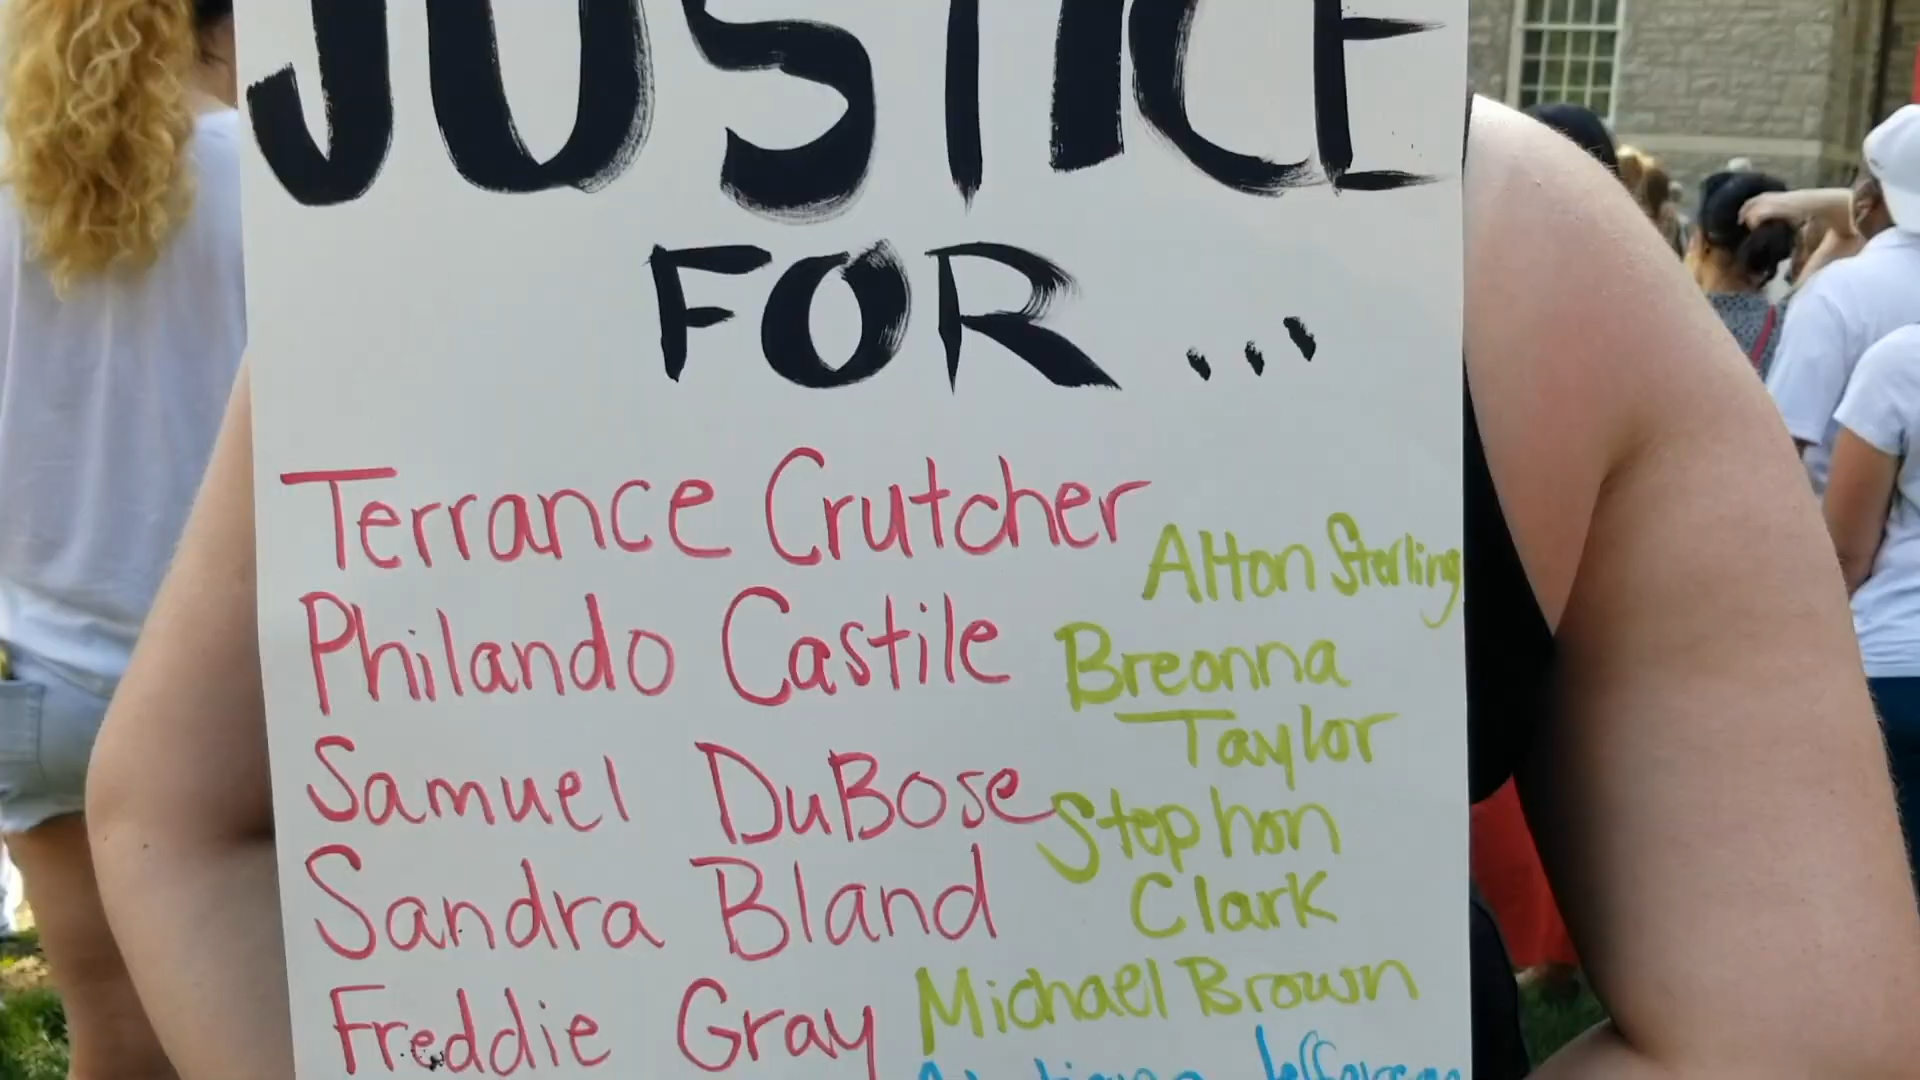 JUSTICE
FOR...
Terrance Crutcher
Alton Sterling
Philando Castile
Breonna
Taylor
Samuel DuBose
Stephon
Clark
Sandra Bland
Michael Brown
Freddie Gray
Jefferson